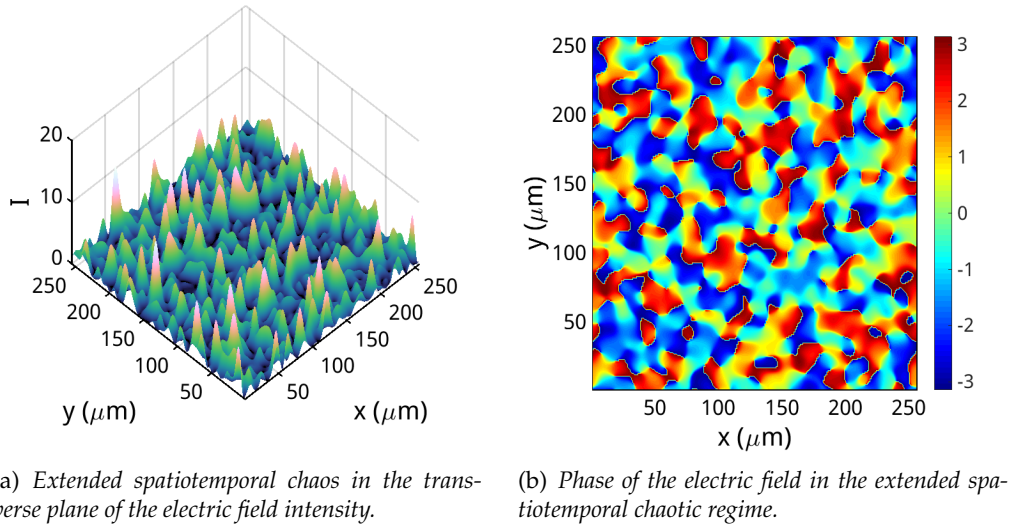 20
10
0
I
250
200
150
100
50
y (μm)
50
100
150
200
250
x (μm)
250
200
150
100
50
y (μm)
50 100 150 200 250
x (μm)
3
2
1
0
-1
-2
-3
a) Extended spatiotemporal chaos in the trans-
perse plane of the electric field intensity.
(b) Phase of the electric field in the extended spa-
tiotemporal chaotic regime.